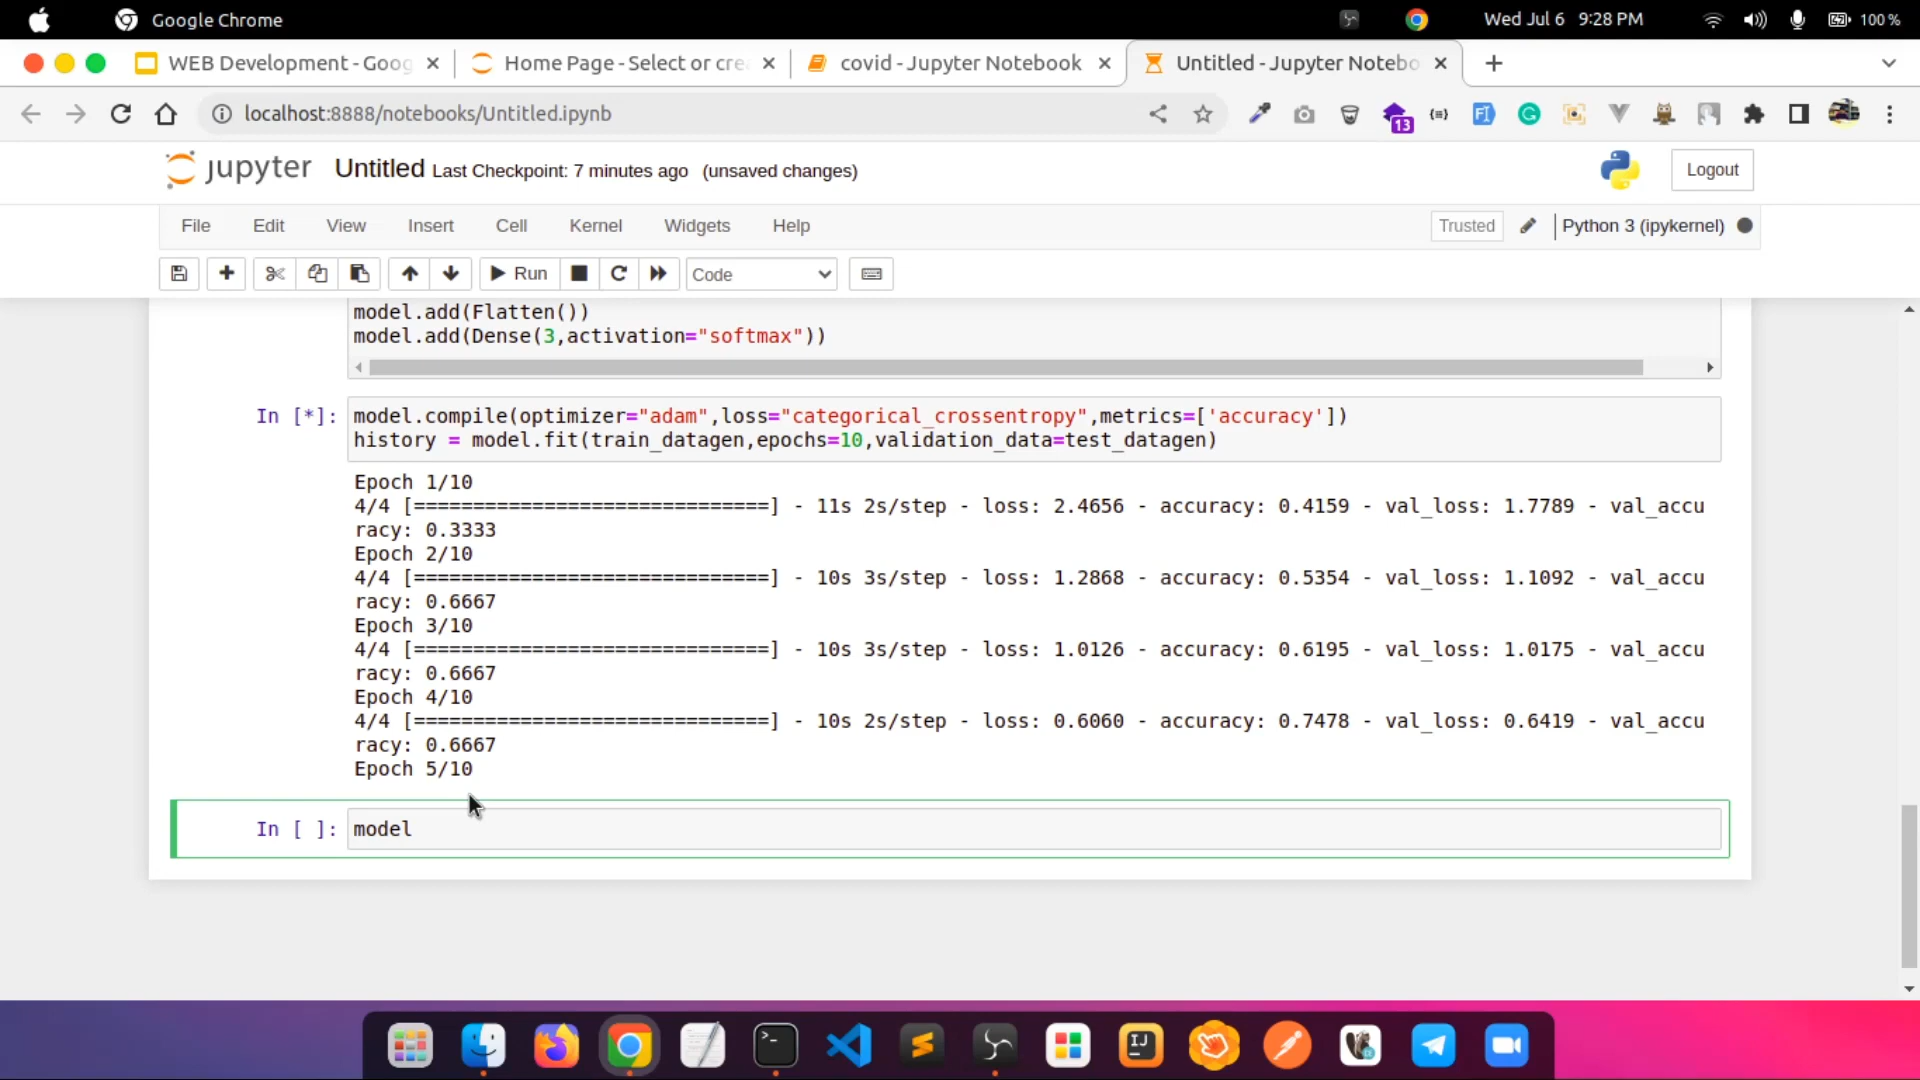 Google Chrome
Wed Jul 6 9:28 PM
100 %
WEB Development - Goog
Home Page - Select or cre
covid - Jupyter Notebook
Untitled - Jupyter Notebo
localhost:8888/notebooks/Untitled.ipynb
13
jupyter
Untitled Last Checkpoint: 7 minutes ago (unsaved changes)
Logout
File Edit View Insert Cell Kernel Widgets Help
Trusted
Python 3 (ipykernel)
Run
Code
model.add(Flatten())
model.add(Dense(3,activation="softmax"))
In [*]: model.compile(optimizer="adam",loss="categorical_crossentropy",metrics=['accuracy'])
history = model.fit(train_datagen,epochs=10,validation_data=test_datagen)
Epoch 1/10
4/4 [==============================] - 11s 2s/step - loss: 2.4656 - accuracy: 0.4159 - val_loss: 1.7789 - val_accu
racy: 0.3333
Epoch 2/10
4/4 [==============================] - 10s 3s/step - loss: 1.2868 - accuracy: 0.5354 - val_loss: 1.1092 - val_accu
racy: 0.6667
Epoch 3/10
4/4 [==============================] - 10s 3s/step - loss: 1.0126 - accuracy: 0.6195 - val_loss: 1.0175 - val_accu
racy: 0.6667
Epoch 4/10
4/4 [==============================] - 10s 2s/step - loss: 0.6060 - accuracy: 0.7478 - val_loss: 0.6419 - val_accu
racy: 0.6667
Epoch 5/10
In [ ]: model
IJ